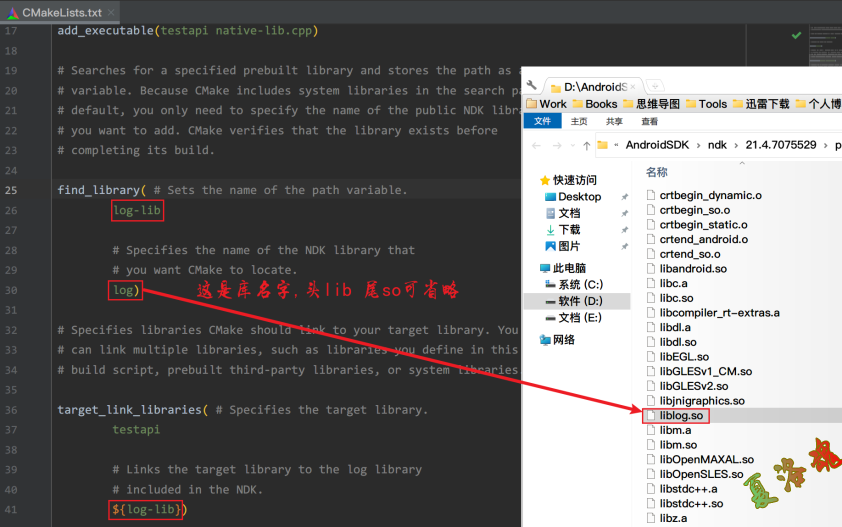 CMakeLists.txt
17 add_executable(testapi native-lib.cpp)
18
19 # Searches for a specified prebuilt library and stores the path as a
20 # variable. Because CMake includes system libraries in the search pa
21 # default, you only need to specify the name of the public NDK libr
22 # you want to add. CMake verifies that the library exists before
23 # completing its build.
24
25 find_library( # Sets the name of the path variable.
26 log-lib
27
28 # Specifies the name of the NDK library that
29 # you want CMake to locate.
30 log)
这是库名字,头lib 尾so可省略
31
32 # Specifies libraries CMake should link to your target library. You
33 # can link multiple libraries, such as libraries you define in this
34 # build script, prebuilt third-party libraries, or system libraries
35
36 target_link_libraries( # Specifies the target library.
37 testapi
38
39 # Links the target library to the log library
40 # included in the NDK.
41 ${log-lib})
D:\AndroidS
Work Books 思维导图 Tools 迅雷下载 个人博
文件 主页 共享 查看
« AndroidSDK › ndk › 21.4.7075529 › p
快速访问
Desktop
文档
下载
图片
此电脑
系统 (C:)
软件 (D:)
文档 (E:)
网络
名称
crtbegin_dynamic.o
crtbegin_so.o
crtbegin_static.o
crtend_android.o
crtend_so.o
libandroid.so
libc.a
libc.so
libcompiler_rt-extras.a
libdl.a
libdl.so
libEGL.so
libGLESv1_CM.so
libGLESv2.so
libjnigraphics.so
liblog.so
libm.a
libm.so
libOpenMAXAL.so
libOpenSLES.so
libstdc++.a
libstdc++.so
libz.a